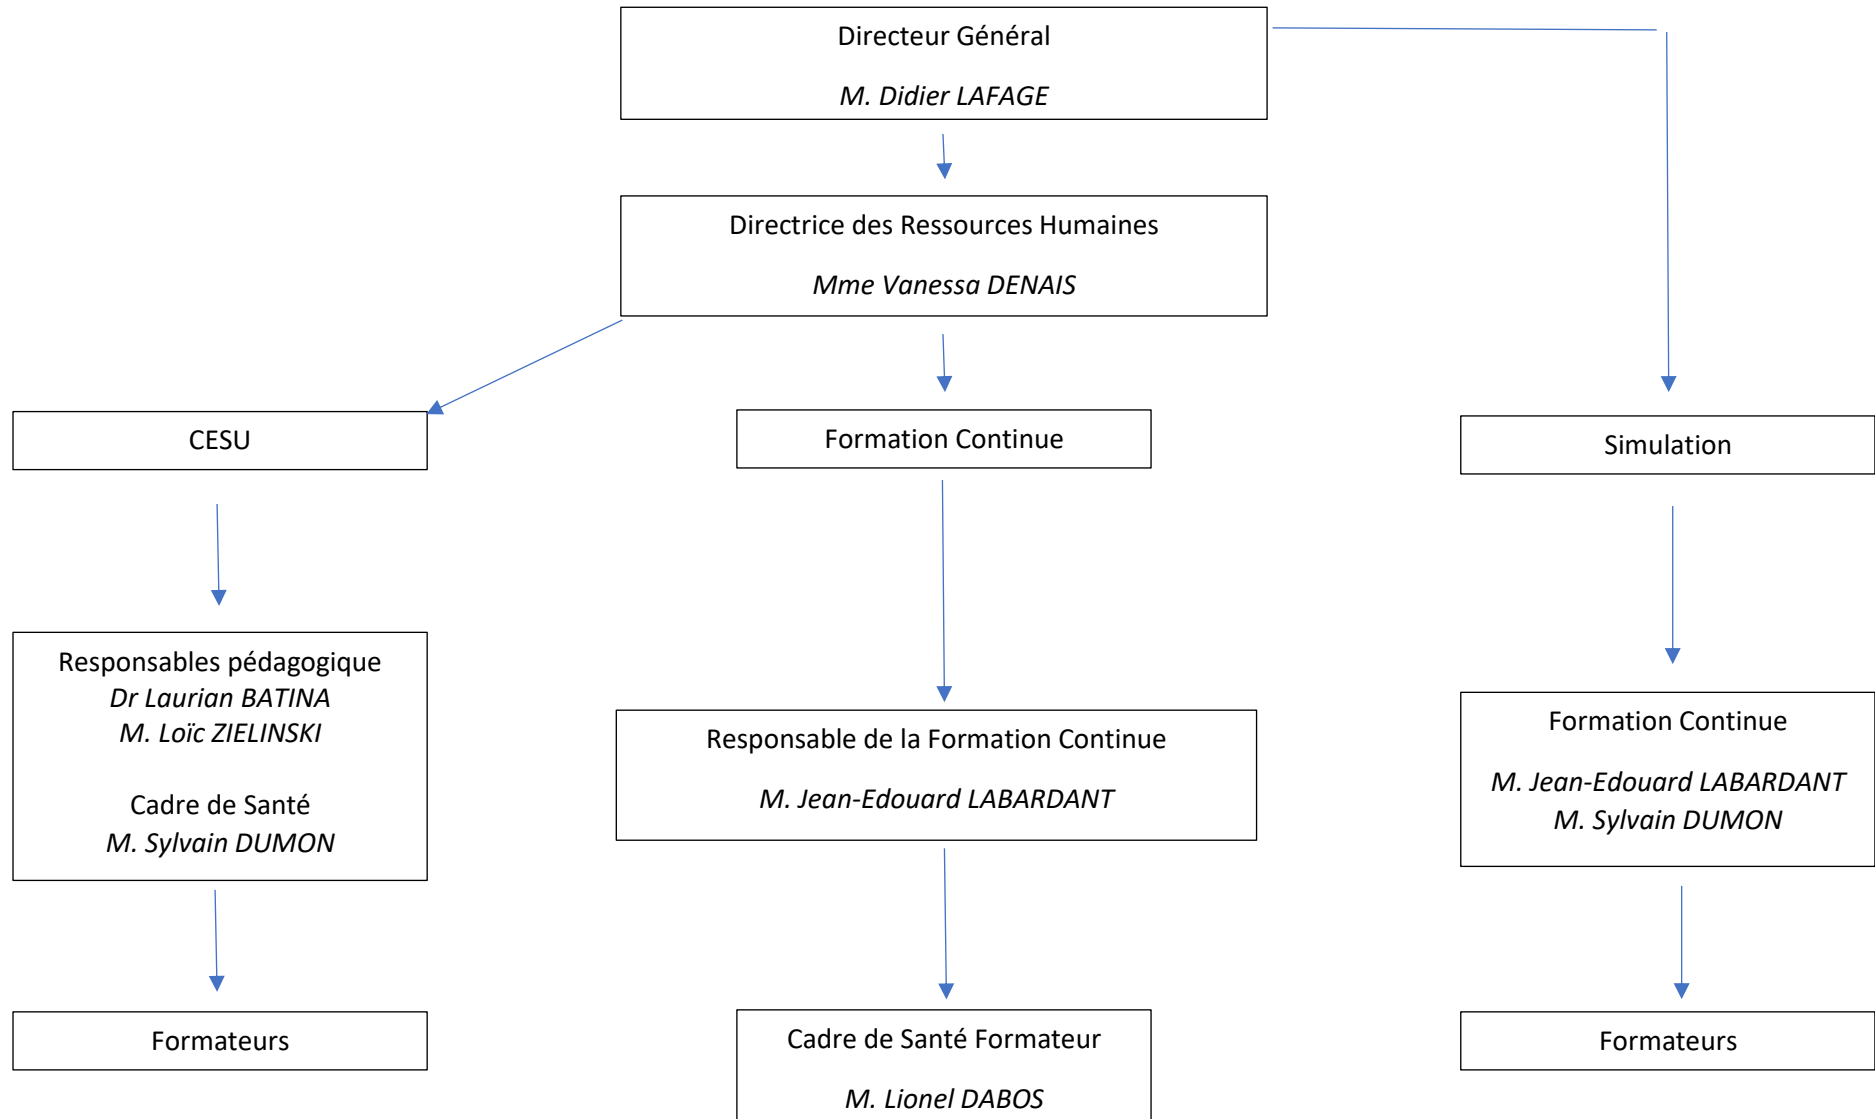 Directeur Général
M. Didier LAFAGE
Directrice des Ressources Humaines
Mme Vanessa DENAIS
CESU
Formation Continue
Simulation
Responsables pédagogique
Dr Laurian BATINA
M. Loïc ZIELINSKI
Cadre de Santé
M. Sylvain DUMON
Responsable de la Formation Continue
M. Jean-Edouard LABARDANT
Formation Continue
M. Jean-Edouard LABARDANT
M. Sylvain DUMON
Formateurs
Cadre de Santé Formateur
M. Lionel DABOS
Formateurs